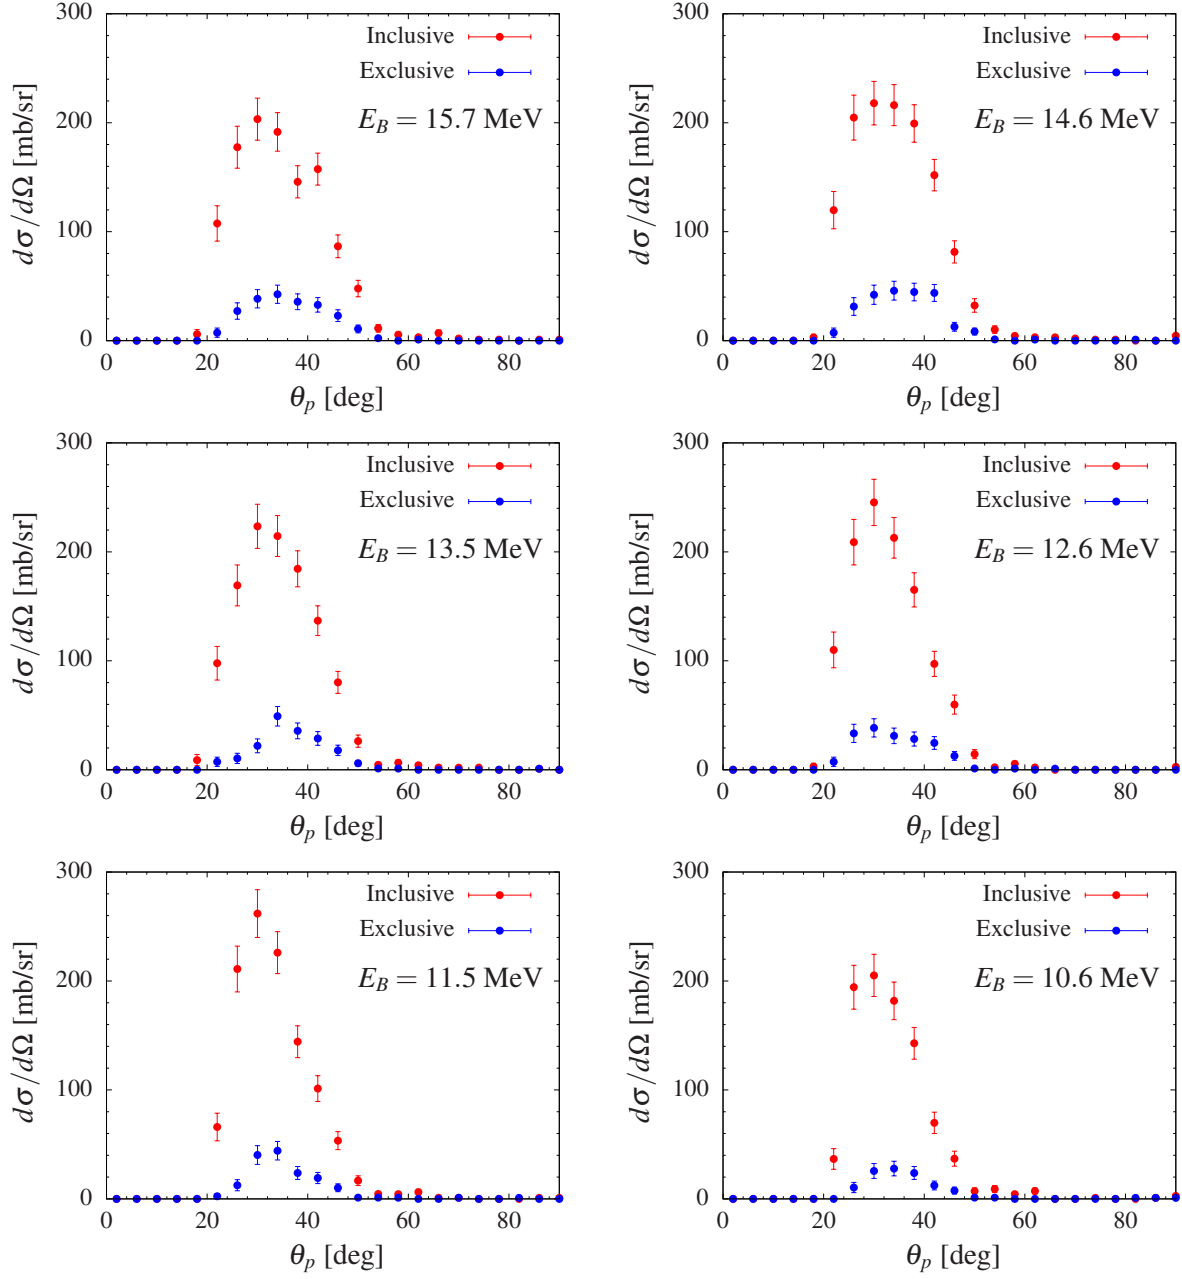 300
200
100
0
dσ/dΩ [mb/sr]
Inclusive
Exclusive
E_B = 15.7 MeV
0 20 40 60 80
θ_p [deg]
300
200
100
0
dσ/dΩ [mb/sr]
Inclusive
Exclusive
E_B = 14.6 MeV
0 20 40 60 80
θ_p [deg]
300
200
100
0
dσ/dΩ [mb/sr]
Inclusive
Exclusive
E_B = 13.5 MeV
0 20 40 60 80
θ_p [deg]
300
200
100
0
dσ/dΩ [mb/sr]
Inclusive
Exclusive
E_B = 12.6 MeV
0 20 40 60 80
θ_p [deg]
300
200
100
0
dσ/dΩ [mb/sr]
Inclusive
Exclusive
E_B = 11.5 MeV
0 20 40 60 80
θ_p [deg]
300
200
100
0
dσ/dΩ [mb/sr]
Inclusive
Exclusive
E_B = 10.6 MeV
0 20 40 60 80
θ_p [deg]